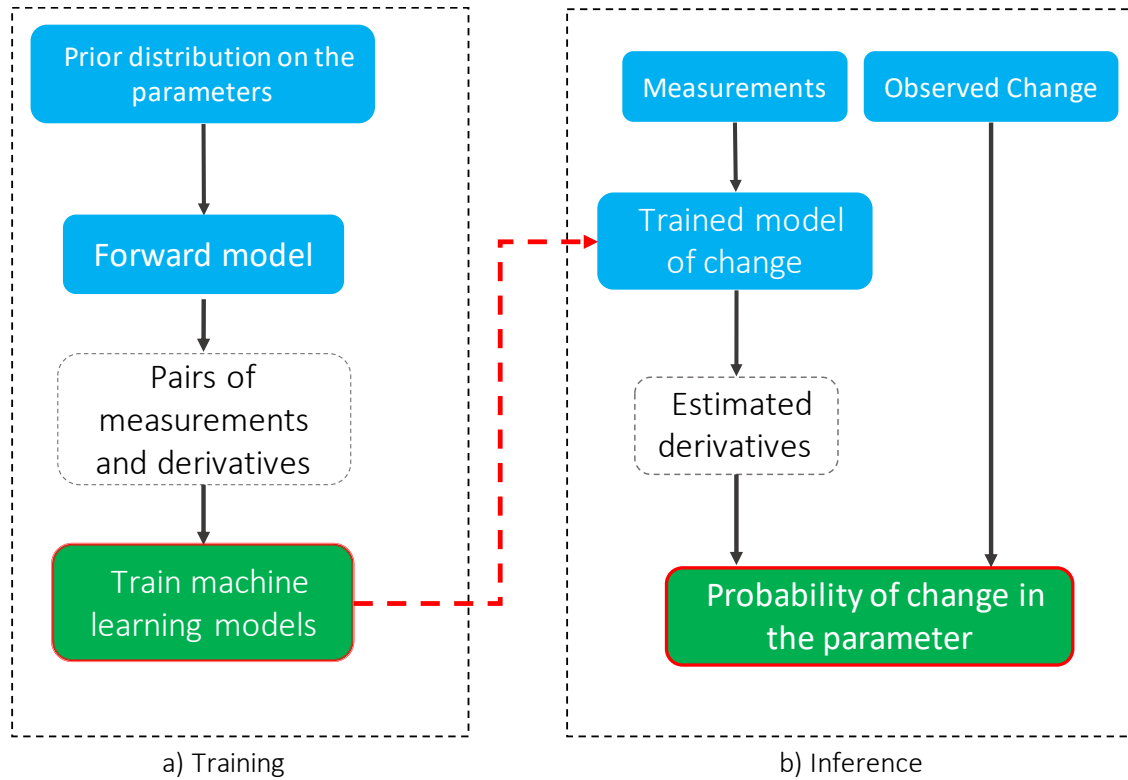 Prior distribution on the
parameters
Forward model
Pairs of
measurements
and derivatives
Train machine
learning models
a) Training
Measurements
Observed Change
Trained model
of change
Estimated
derivatives
Probability of change in
the parameter
b) Inference